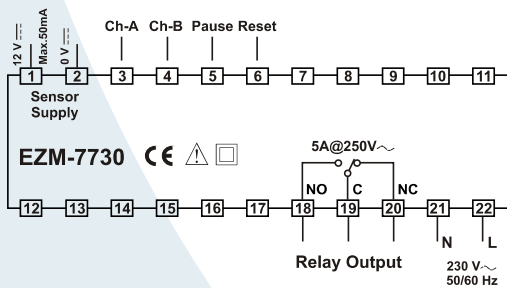 12 V
Max.50mA
0 V
Ch-A Ch-B Pause Reset
1 2 3 4 5 6 7 8 9 10 11
Sensor
Supply
EZM-7730 CE
5A@250V~
NO C NC
12 13 14 15 16 17 18 19 20 21 22
N L
Relay Output
230 V~
50/60 Hz